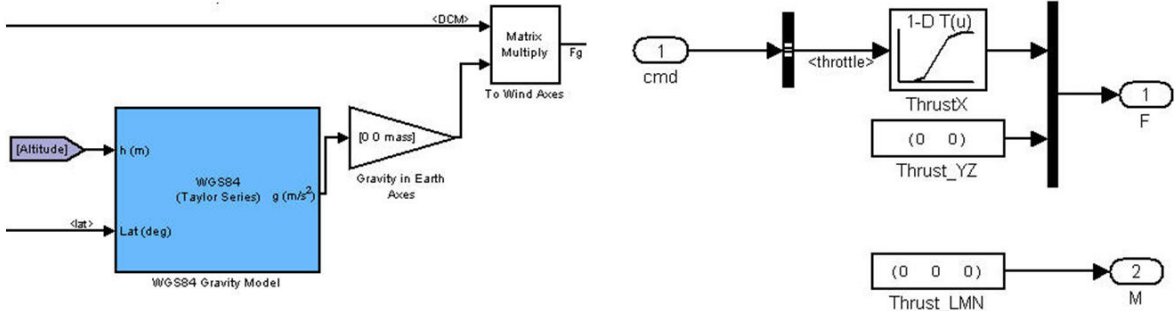 <DCM>
Matrix
Multiply
Fg
To Wind Axes
[Altitude]
h (m)
WGS84
(Taylor Series)
g (m/s²)
<lat>
Lat (deg)
WGS84 Gravity Model
[0 0 mass]
Gravity in Earth
Axes
1
cmd
<throttle>
1-D T(u)
ThrustX
(0 0)
Thrust_YZ
1
F
(0 0 0)
Thrust_LMN
2
M